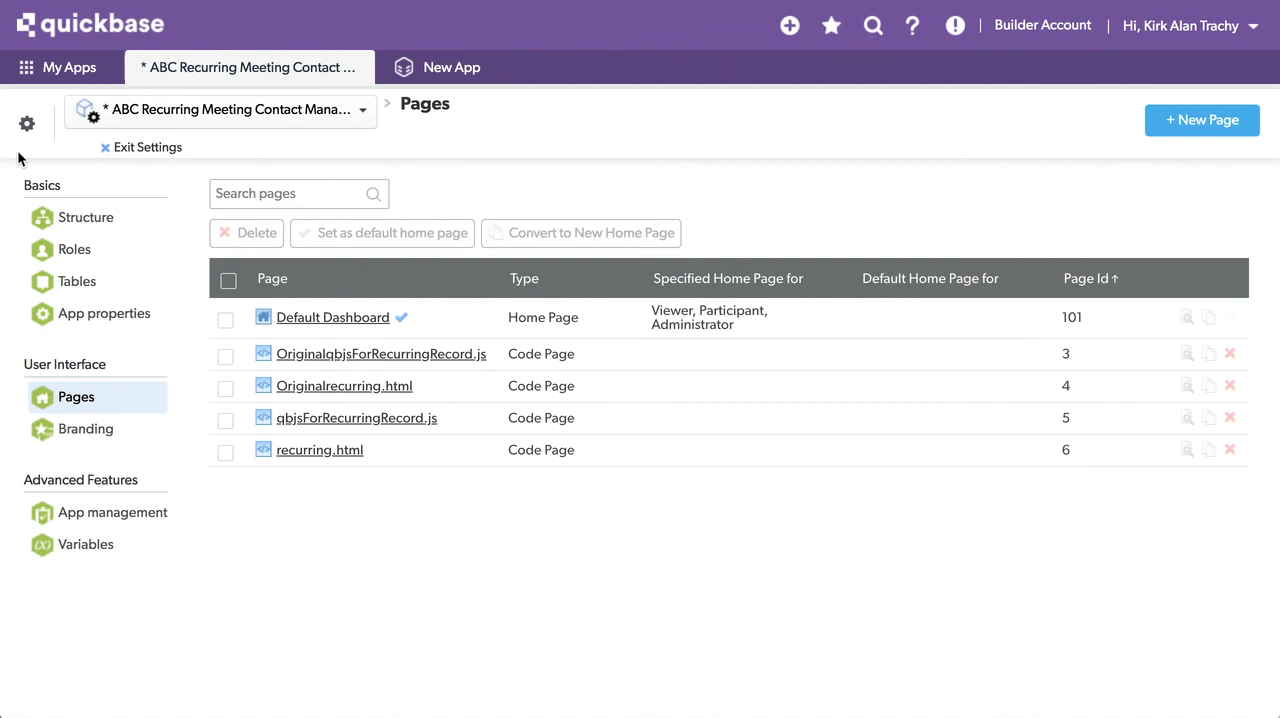 quickbase
Builder Account | Hi, Kirk Alan Trachy
My Apps
* ABC Recurring Meeting Contact ...
New App
* ABC Recurring Meeting Contact Mana...
Pages
+ New Page
Exit Settings
Basics
Structure
Roles
Tables
App properties
User Interface
Pages
Branding
Advanced Features
App management
Variables
Search pages
Delete
Set as default home page
Convert to New Home Page
Page Type Specified Home Page for Default Home Page for Page Id ↑
Default Dashboard Home Page Viewer, Participant, 101
Administrator
OriginalqbjsForRecurringRecord.js Code Page 3
Originalrecurring.html Code Page 4
qbjsForRecurringRecord.js Code Page 5
recurring.html Code Page 6